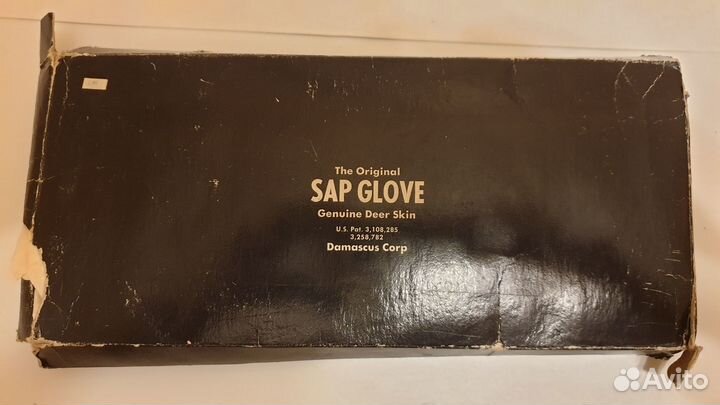 The Original
SAP GLOVE
Genuine Deer Skin
U.S. Pat. 3,108,285
3,258,782
Damascus Corp
Avito